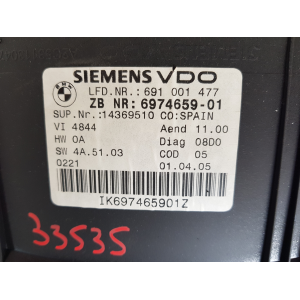 SIEMENS VDO
LFD.NR.: 691 001 477
ZB NR: 6974659-01
SUP.Nr.:14369510 CO:SPAIN
VI 4844 Aend 11.00
HW 0A Diag 08D0
SW 4A.51.03 COD 05
0221 01.04.05
IK697465901Z
33535